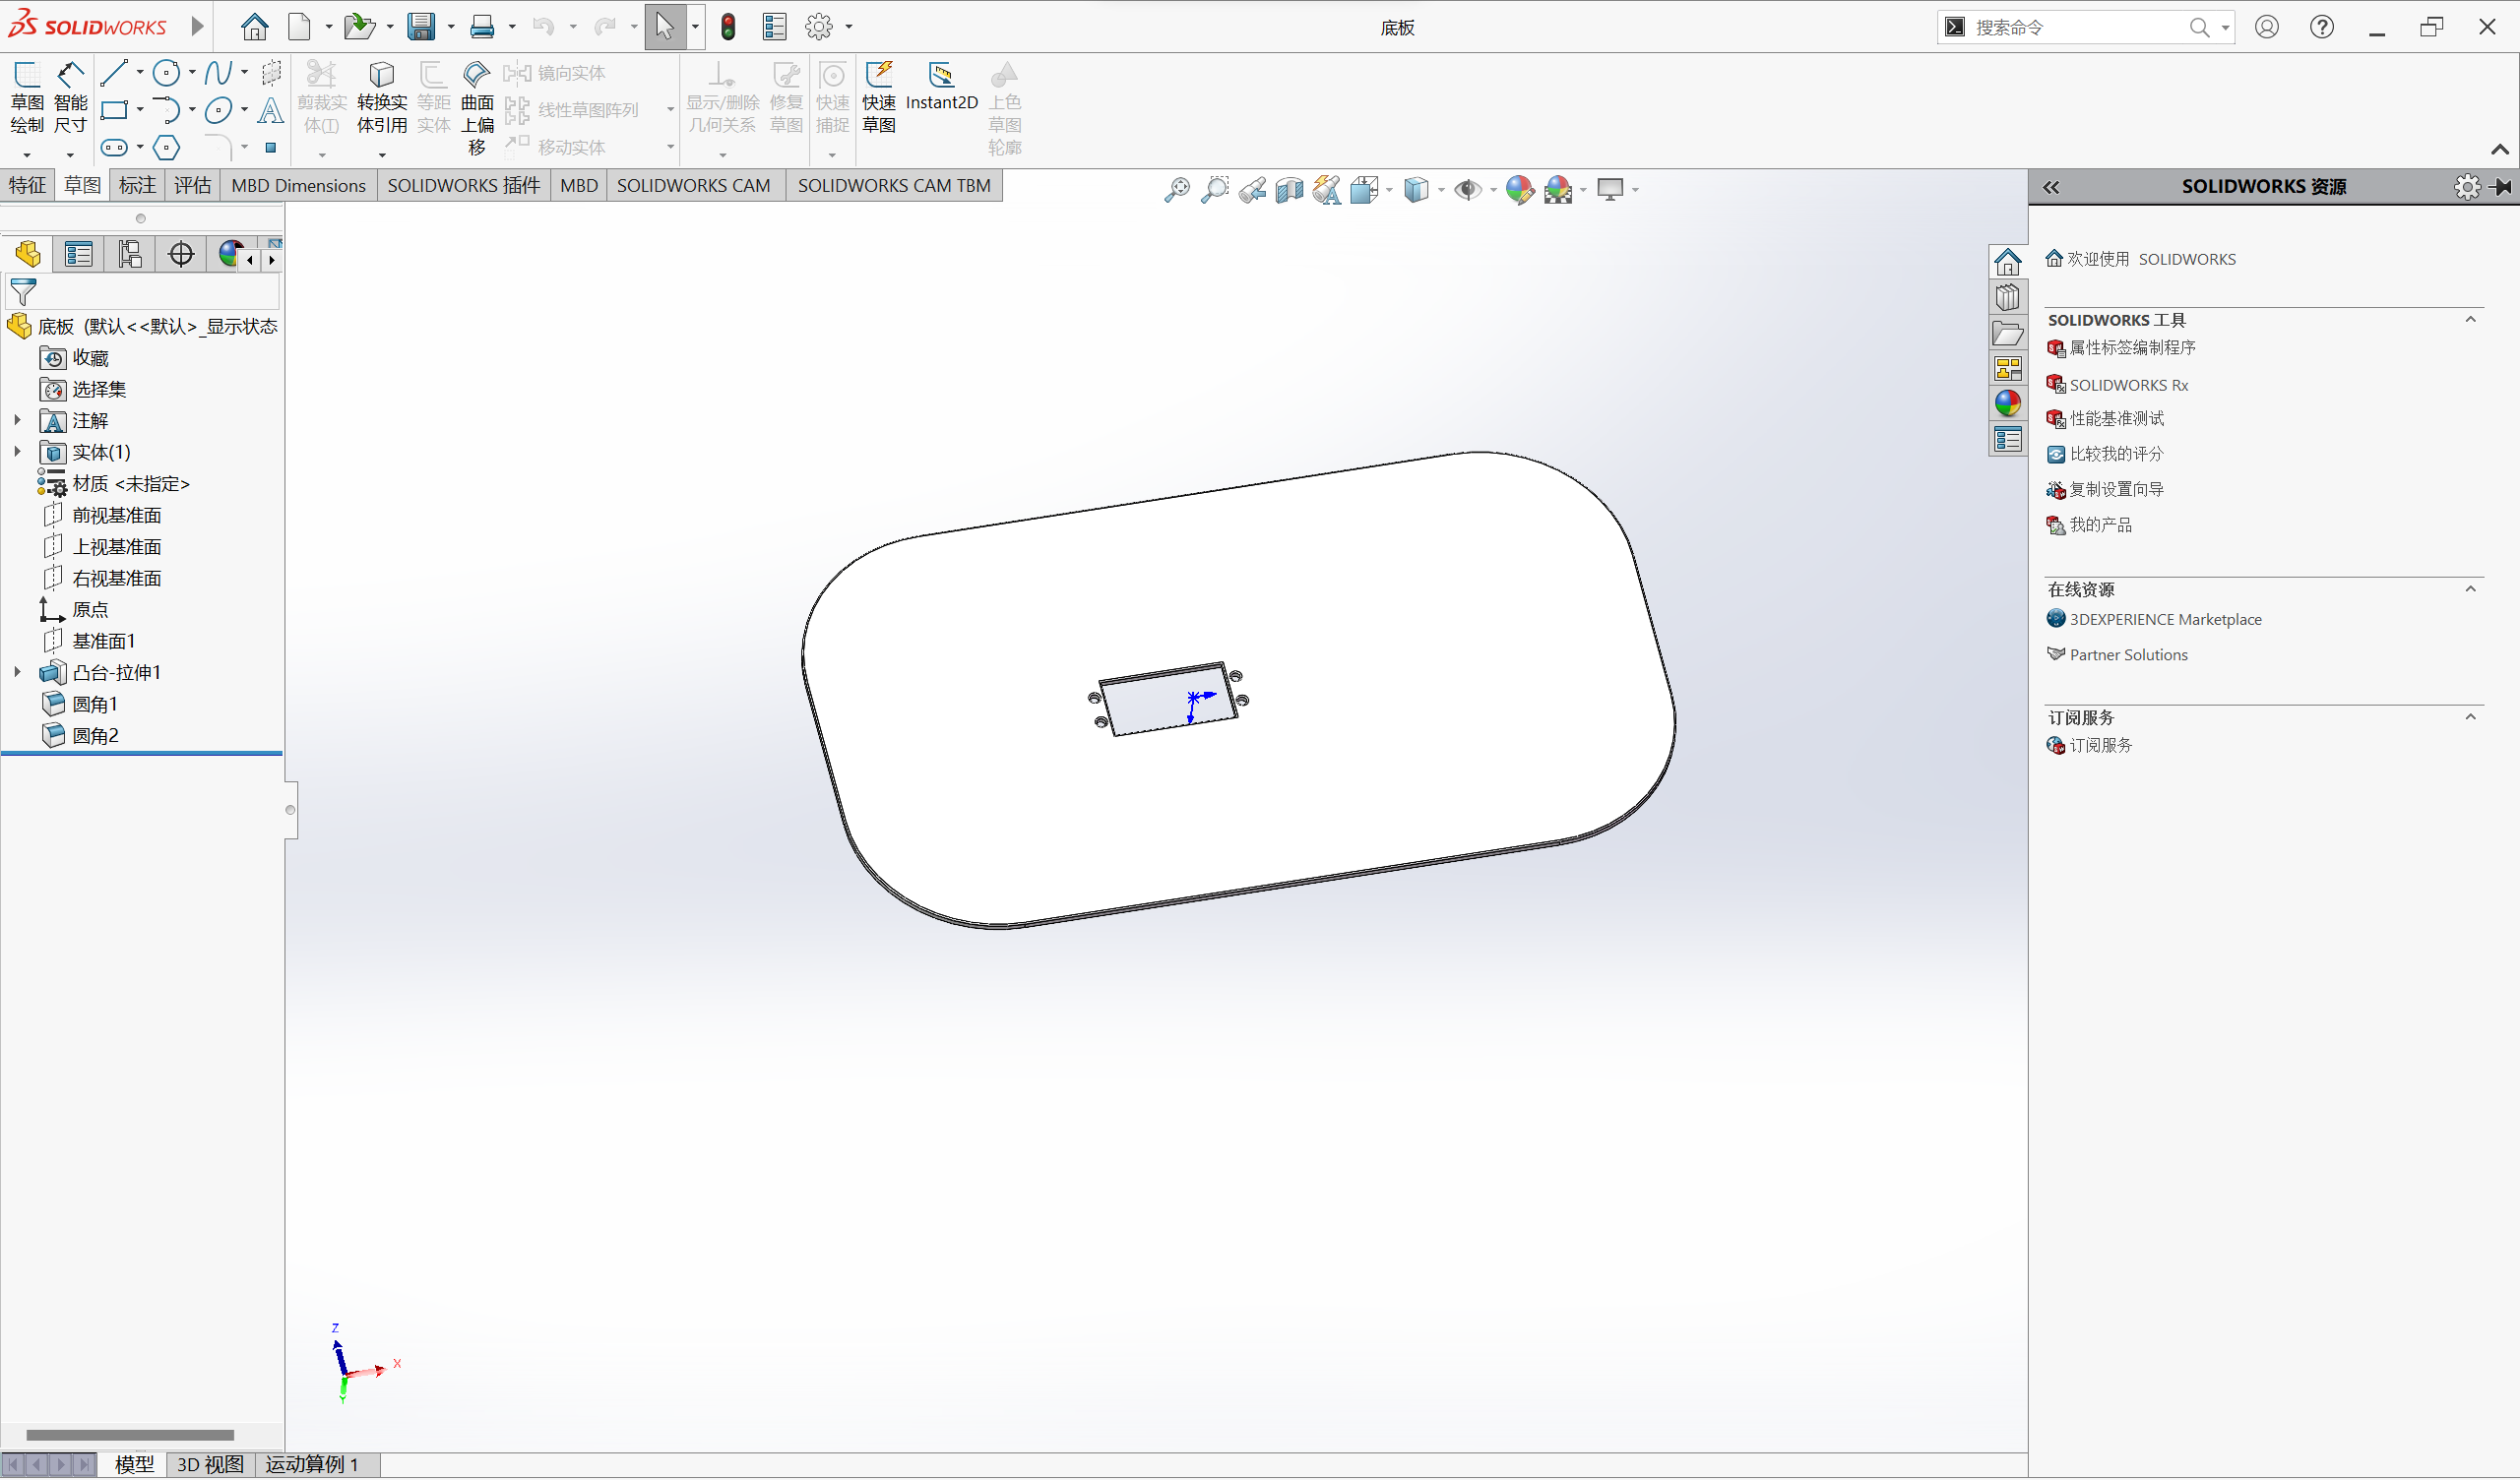 SOLIDWORKS
底板
搜索命令
草图绘制
智能尺寸
剪裁实体(T)
转换实体引用
等距实体
曲面上偏移
镜向实体
线性草图阵列
移动实体
显示/删除几何关系
修复草图
快速捕捉
快速草图
Instant2D
上色草图轮廓
特征
草图
标注
评估
MBD Dimensions
SOLIDWORKS 插件
MBD
SOLIDWORKS CAM
SOLIDWORKS CAM TBM
底板 (默认<<默认>_显示状态
收藏
选择集
注解
实体(1)
材质 <未指定>
前视基准面
上视基准面
右视基准面
原点
基准面1
凸台-拉伸1
圆角1
圆角2
Z
X
Y
SOLIDWORKS 资源
欢迎使用 SOLIDWORKS
SOLIDWORKS 工具
属性标签编制程序
SOLIDWORKS Rx
性能基准测试
比较我的评分
复制设置向导
我的产品
在线资源
3DEXPERIENCE Marketplace
Partner Solutions
订阅服务
订阅服务
模型
3D 视图
运动算例 1